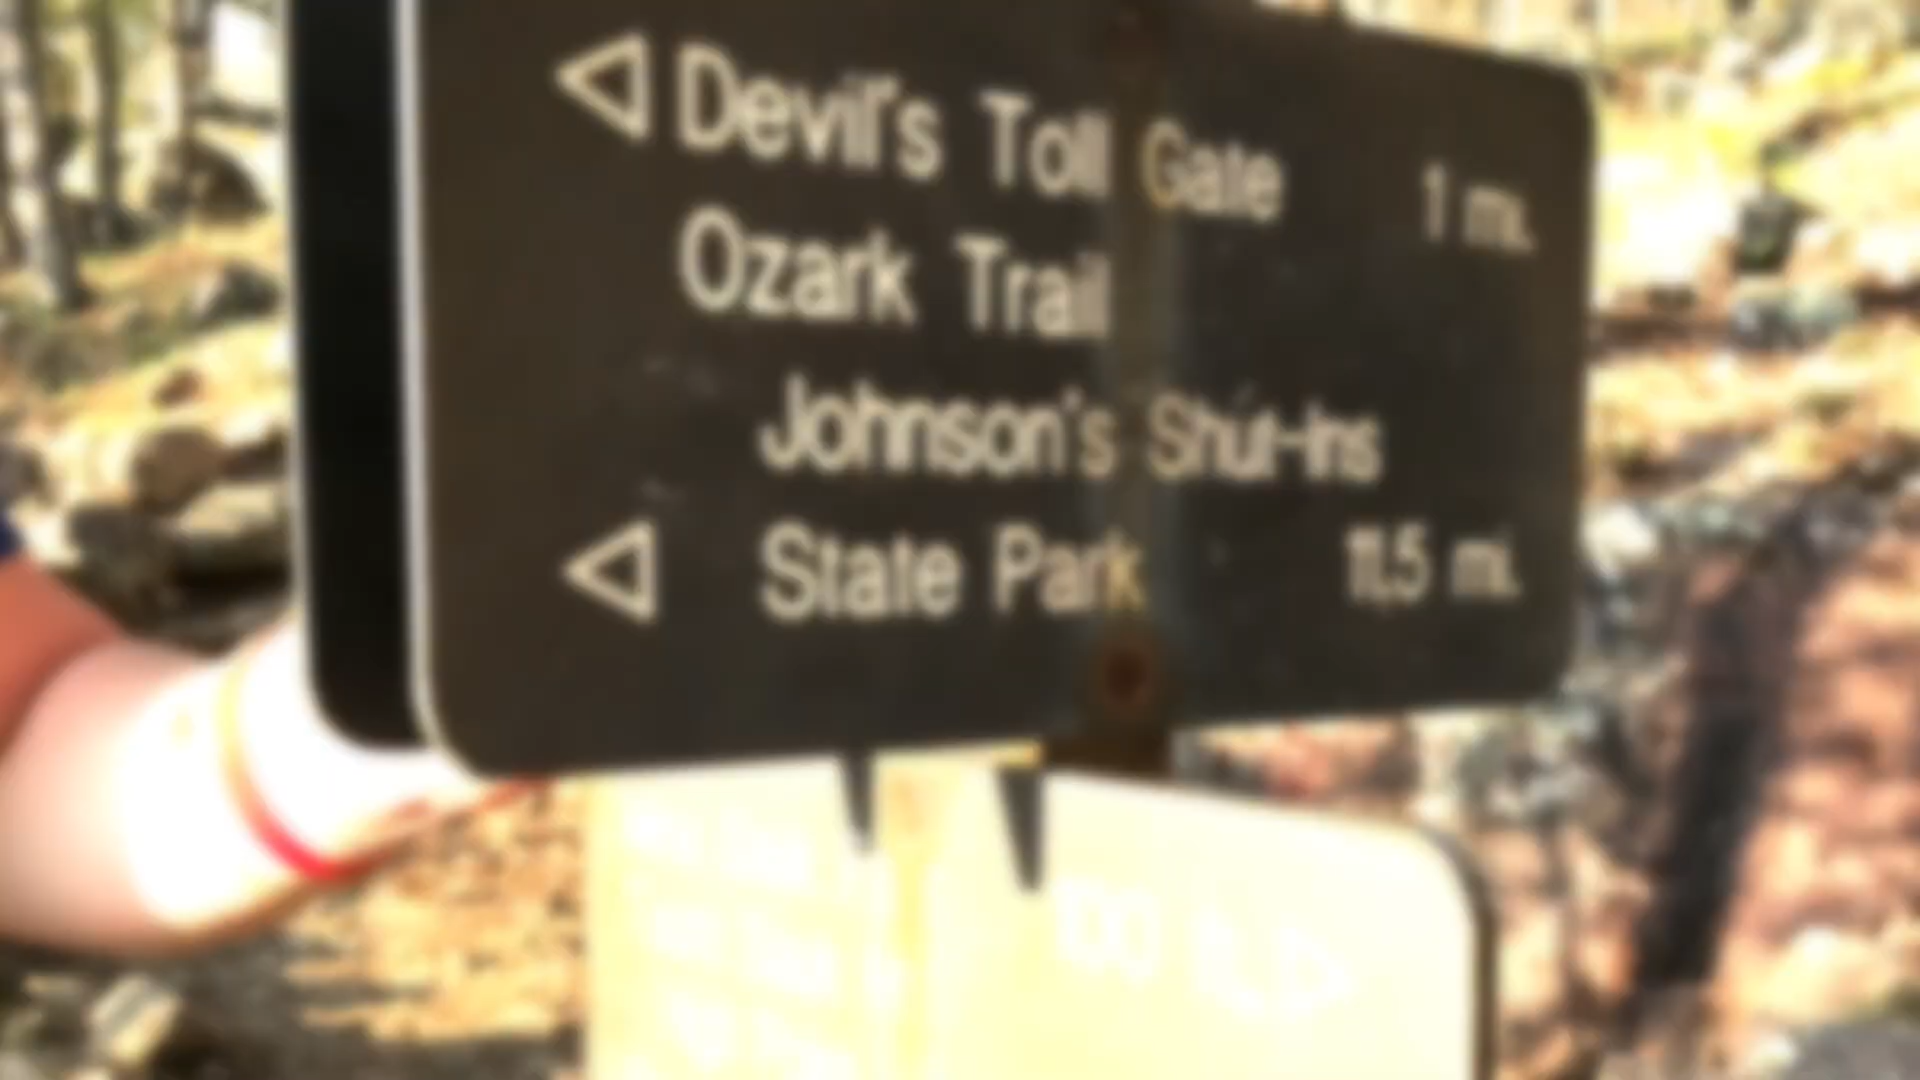 Devil's Toll Gate 1 mi.
Ozark Trail
Johnson's Shut-Ins
State Park 11.5 mi.